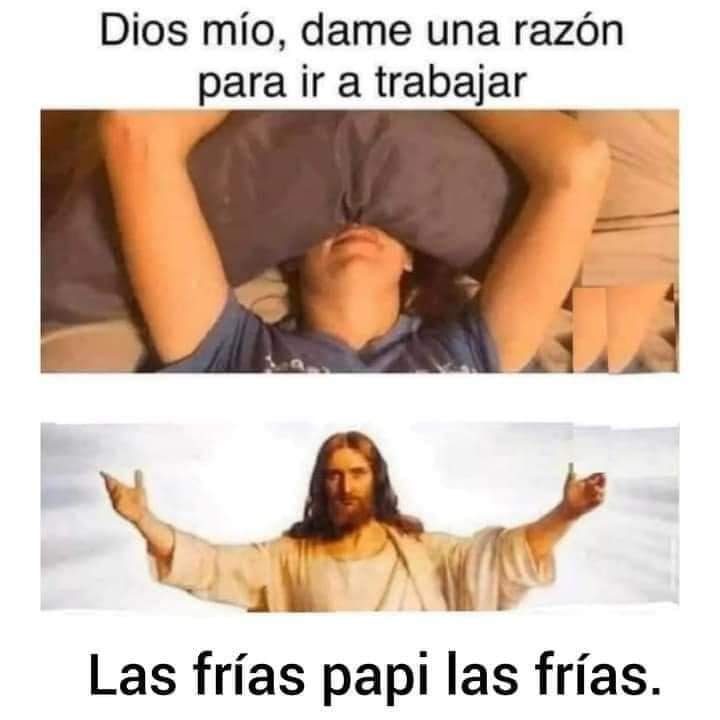 Dios mío, dame una razón
para ir a trabajar
Las frías papi las frías.